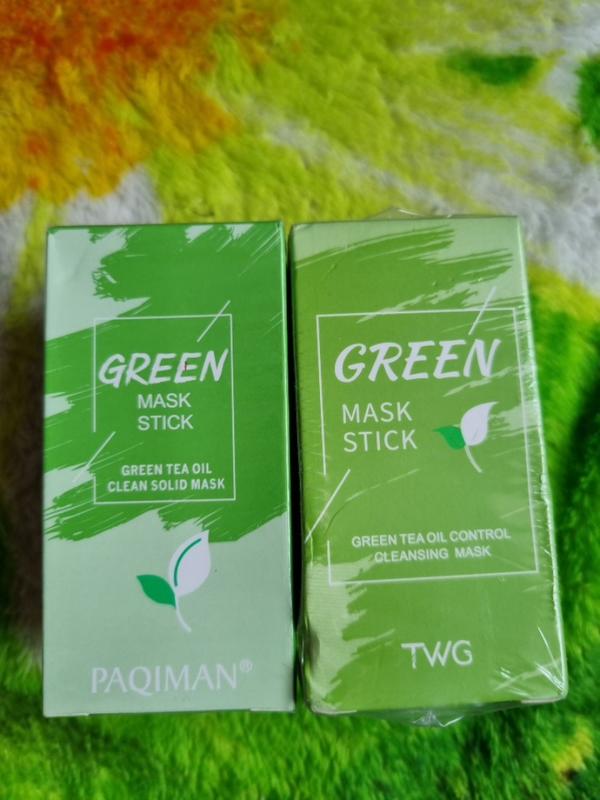 GREEN
MASK
STICK
GREEN TEA OIL
CLEAN SOLID MASK
PAQIMAN®
GREEN
MASK
STICK
GREEN TEA OIL CONTROL
CLEANSING MASK
TWG